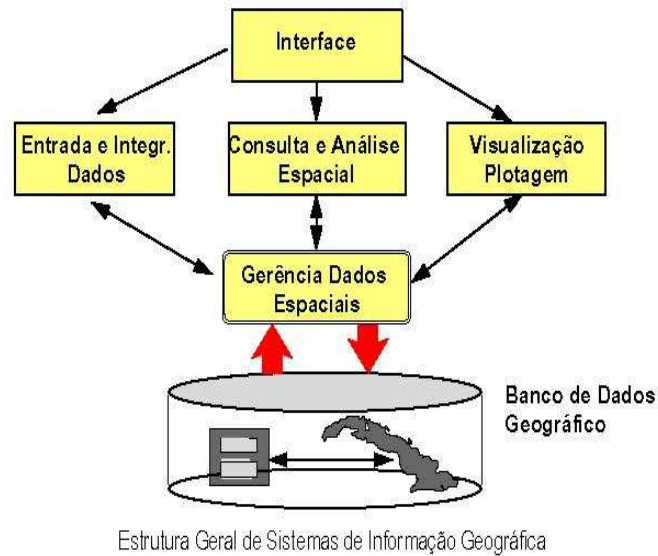 Interface
Entrada e Integr.
Dados
Consulta e Análise
Espacial
Visualização
Plotagem
Gerência Dados
Espaciais
Banco de Dados
Geográfico
Estrutura Geral de Sistemas de Informação Geográfica